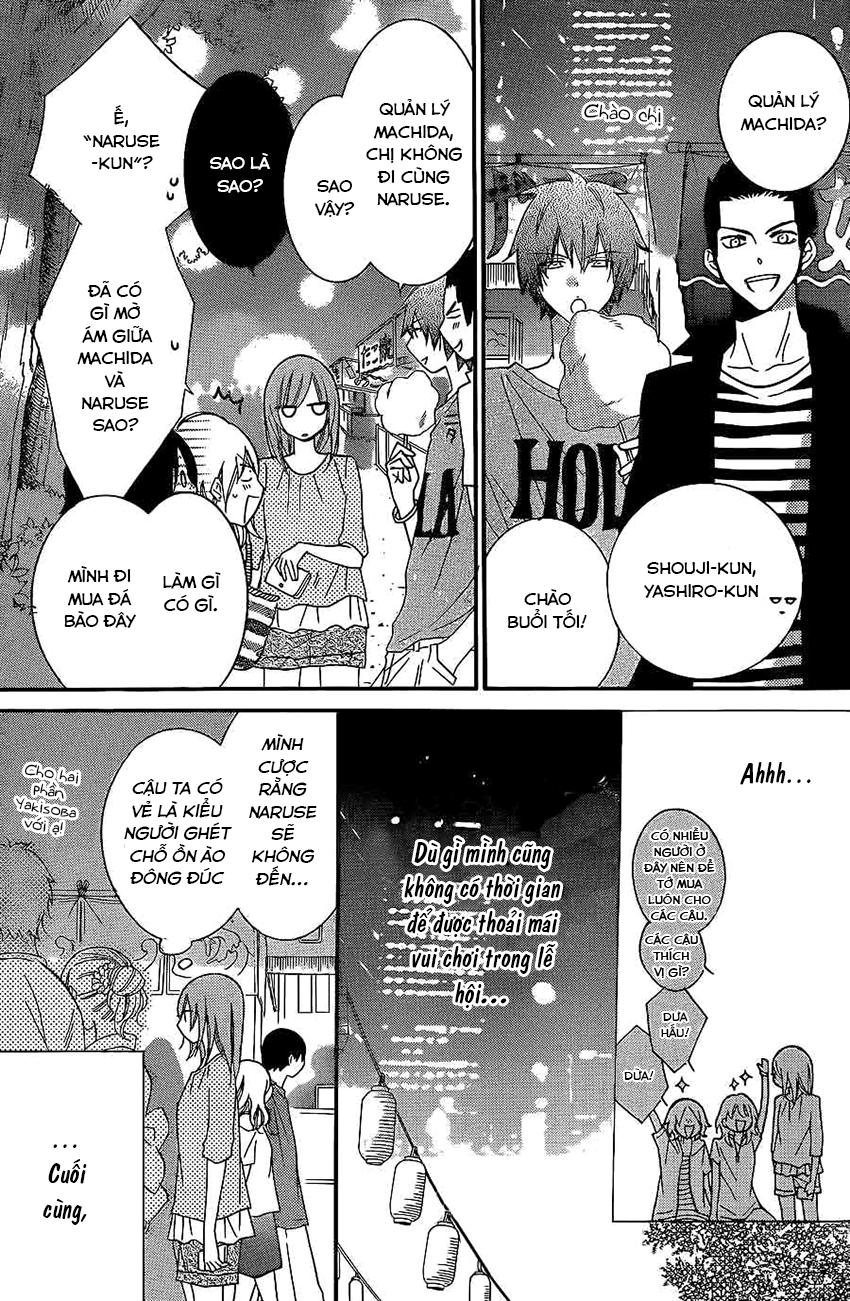 QUẢN LÝ
MACHIDA?
Chào chị
SHOUJI-KUN,
YASHIRO-KUN
CHÀO
BUỔI TỐI!
HOL
QUẢN LÝ
MACHIDA,
CHỊ KHÔNG
ĐI CÙNG
NARUSE.
SAO
VẬY?
SAO LÀ
SAO?
Ế,
“NARUSE
-KUN”?
ĐÃ CÓ
GÌ MỜ
ÁM GIỮA
MACHIDA
VÀ
NARUSE
SAO?
たこ焼
LA
LÀM GÌ
CÓ GÌ.
MÌNH ĐI
MUA ĐÁ
BÀO ĐÂY
Ahhh...
CÓ NHIỀU
NGƯỜI Ở
ĐÂY NÊN ĐỂ
TỚ MUA
LUÔN CHO
CÁC CẬU.
CÁC CẬU
THÍCH
VỊ GÌ?
DƯA
HẤU!
DỪA!
Dù gì mình cũng
không có thời gian
để được thoải mái
vui chơi trong lễ
hội...
MÌNH
CƯỢC
RẰNG
NARUSE
SẼ
KHÔNG
ĐẾN...
CẬU TA CÓ
VẺ LÀ KIỂU
NGƯỜI GHÉT
CHỖ ỒN ÀO
ĐÔNG ĐÚC
Cho hai
phần
Yakisoba
với ạ!
...
Cuối
cùng,